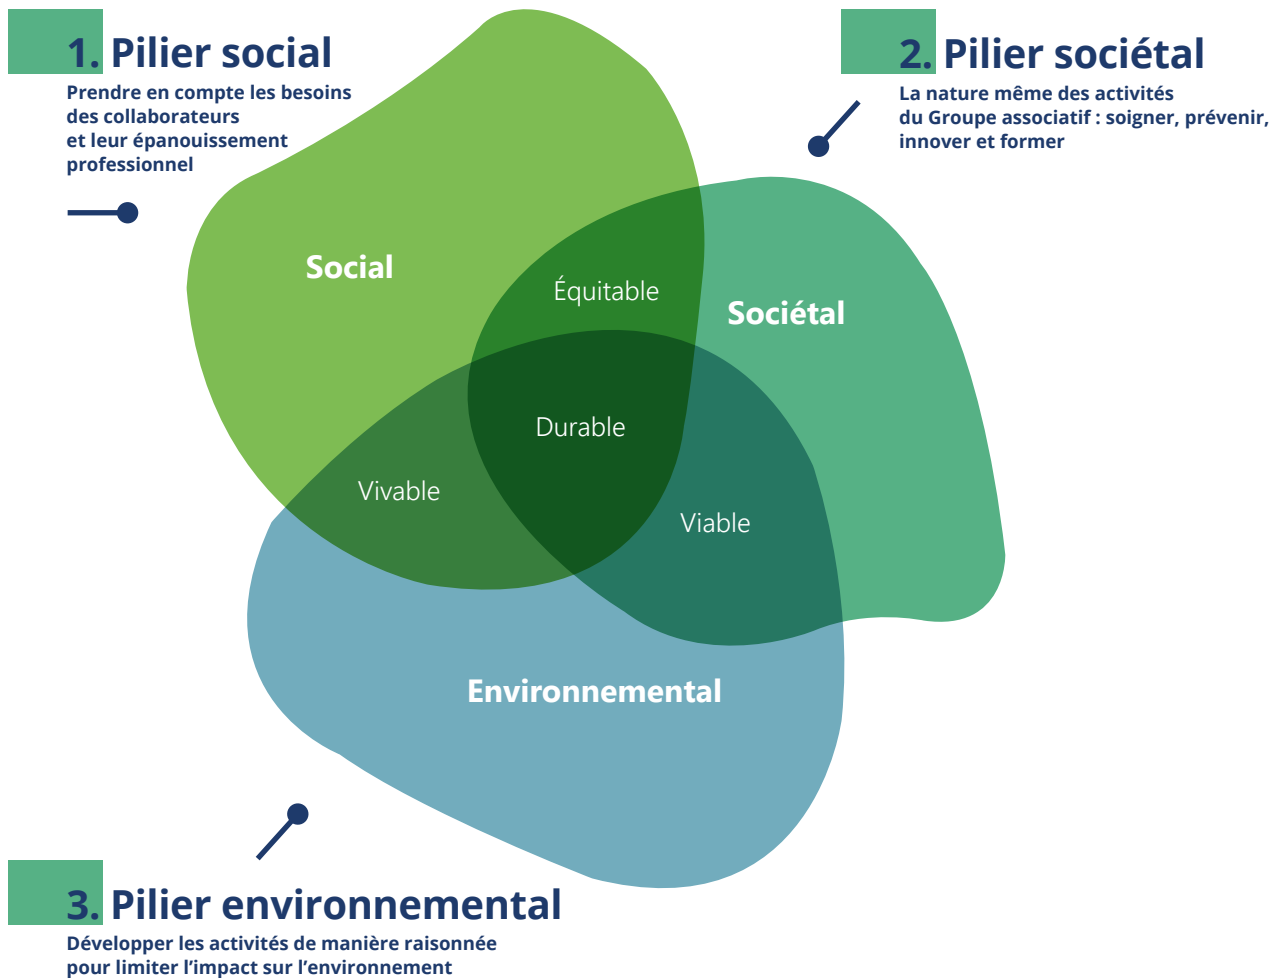 1. Pilier social
Prendre en compte les besoins
des collaborateurs
et leur épanouissement
professionnel
2. Pilier sociétal
La nature même des activités
du Groupe associatif : soigner, prévenir,
innover et former
Social
Équitable
Sociétal
Durable
Vivable
Viable
Environnemental
3. Pilier environnemental
Développer les activités de manière raisonnée
pour limiter l’impact sur l’environnement